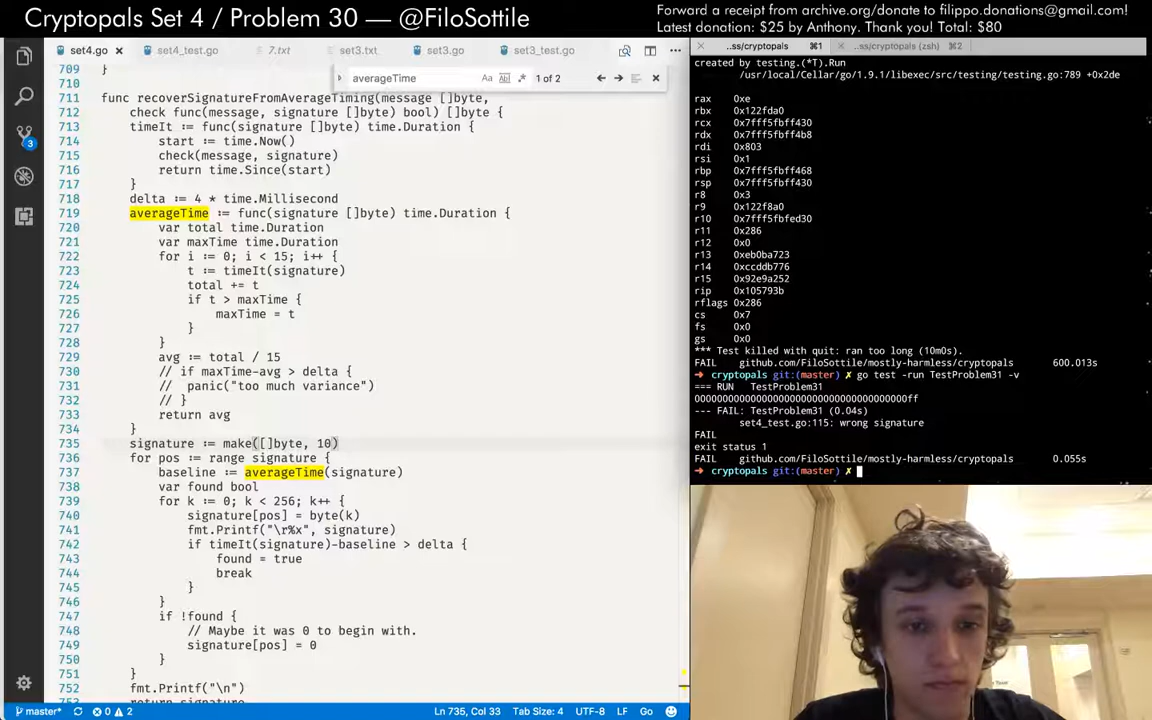 Cryptopals Set 4 / Problem 30 — @FiloSottile
Forward a receipt from archive.org/donate to filippo.donations@gmail.com!
Latest donation: $25 by Anthony. Thank you! Total: $80
set4.go
set4_test.go
7.txt
set3.txt
set3.go
set3_test.go
..ss/cryptopals ⌘1
..ss/cryptopals (zsh) ⌘2
averageTime
1 of 2
709 }
710
711 func recoverSignatureFromAverageTiming(message []byte,
712 check func(message, signature []byte) bool) []byte {
713 timeIt := func(signature []byte) time.Duration {
714 start := time.Now()
715 check(message, signature)
716 return time.Since(start)
717 }
718 delta := 4 * time.Millisecond
719 averageTime := func(signature []byte) time.Duration {
720 var total time.Duration
721 var maxTime time.Duration
722 for i := 0; i < 15; i++ {
723 t := timeIt(signature)
724 total += t
725 if t > maxTime {
726 maxTime = t
727 }
728 }
729 avg := total / 15
730 // if maxTime-avg > delta {
731 // panic("too much variance")
732 // }
733 return avg
734 }
735 signature := make([]byte, 10)
736 for pos := range signature {
737 baseline := averageTime(signature)
738 var found bool
739 for k := 0; k < 256; k++ {
740 signature[pos] = byte(k)
741 fmt.Printf("\r%x", signature)
742 if timeIt(signature)-baseline > delta {
743 found = true
744 break
745 }
746 }
747 if !found {
748 // Maybe it was 0 to begin with.
749 signature[pos] = 0
750 }
751 }
752 fmt.Printf("\n")
return signature
created by testing.(*T).Run
/usr/local/Cellar/go/1.9.1/libexec/src/testing/testing.go:789 +0x2de
rax 0xe
rbx 0x122fda0
rcx 0x7fff5fbff430
rdx 0x7fff5fbff4b8
rdi 0x803
rsi 0x1
rbp 0x7fff5fbff468
rsp 0x7fff5fbff430
r8 0x3
r9 0x122f8a0
r10 0x7fff5fbfed30
r11 0x286
r12 0x0
r13 0xeb0ba723
r14 0xccddb776
r15 0x92e9a252
rip 0x105793b
rflags 0x286
cs 0x7
fs 0x0
gs 0x0
*** Test killed with quit: ran too long (10m0s).
FAIL github.com/FiloSottile/mostly-harmless/cryptopals 600.013s
➜ cryptopals git:(master) ✗ go test -run TestProblem31 -v
=== RUN TestProblem31
00000000000000000000000000000000000000ff
--- FAIL: TestProblem31 (0.04s)
set4_test.go:115: wrong signature
FAIL
exit status 1
FAIL github.com/FiloSottile/mostly-harmless/cryptopals 0.055s
➜ cryptopals git:(master) ✗
3
master*
0
2
Ln 735, Col 33
Tab Size: 4
UTF-8
LF
Go